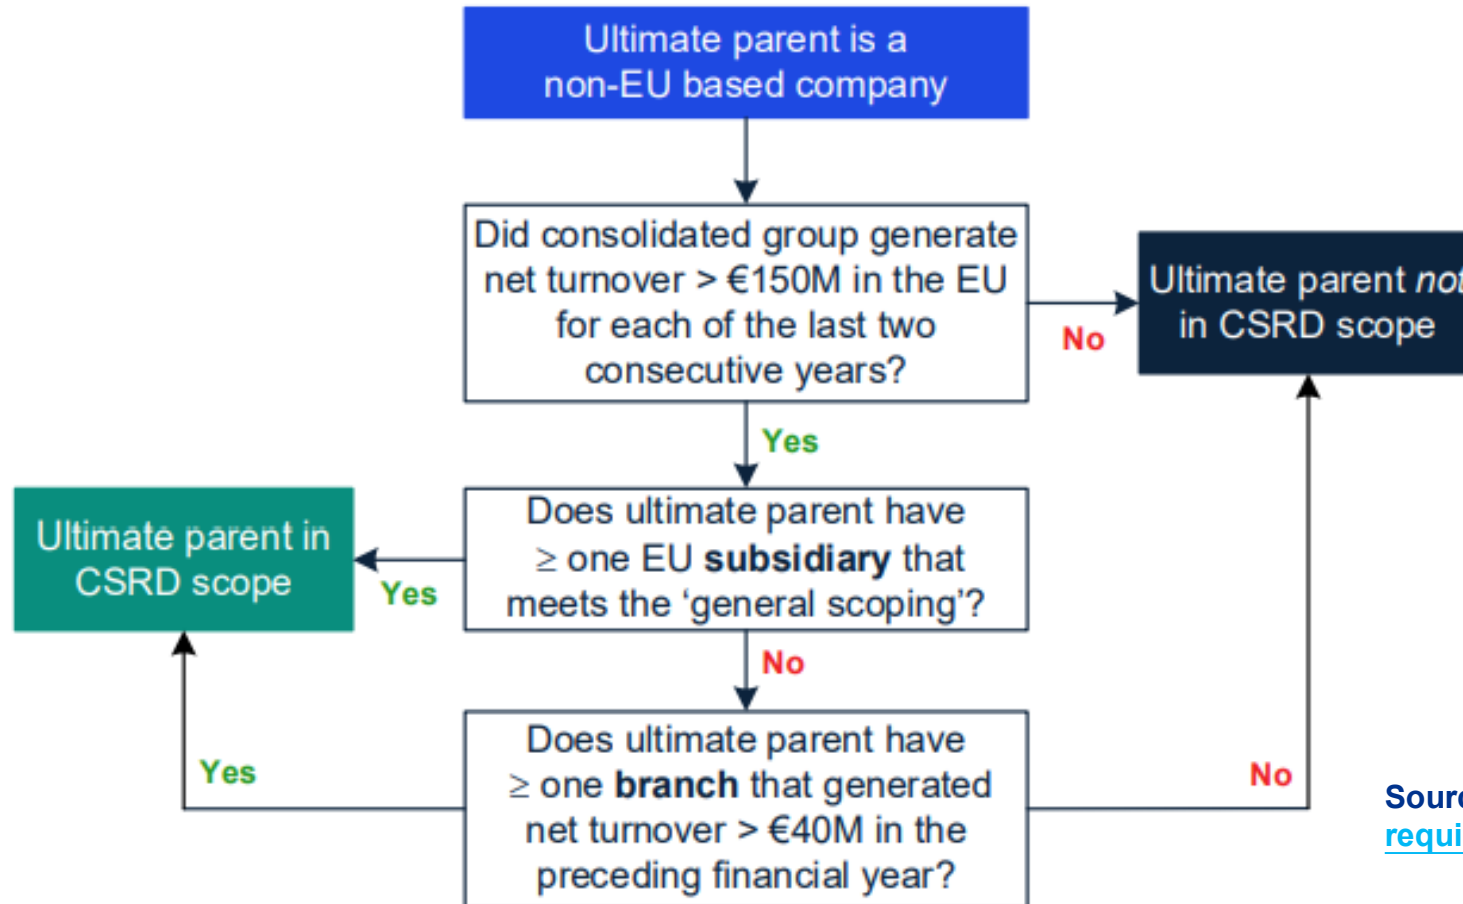 Ultimate parent is a
non-EU based company
Did consolidated group generate
net turnover > €150M in the EU
for each of the last two
consecutive years?
No
Ultimate parent not
in CSRD scope
Yes
Does ultimate parent have
≥ one EU subsidiary that
meets the ‘general scoping’?
Yes
Ultimate parent in
CSRD scope
No
Does ultimate parent have
≥ one branch that generated
net turnover > €40M in the
preceding financial year?
Yes
No